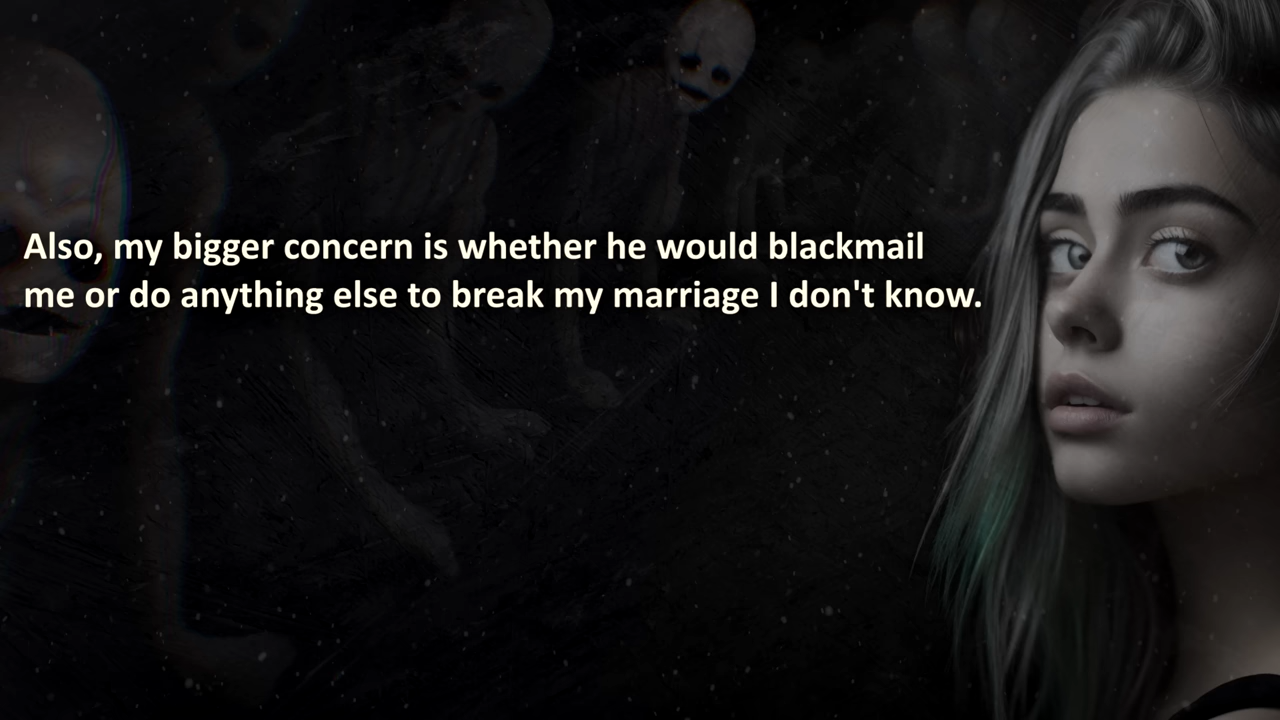 Also, my bigger concern is whether he would blackmail
me or do anything else to break my marriage I don't know.